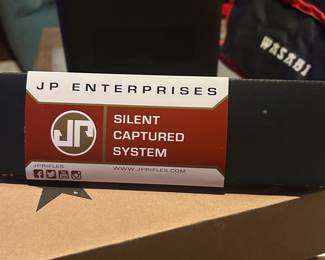 JP ENTERPRISES
JP
SILENT
CAPTURED
SYSTEM
JPRIFLES
WWW.JPRIFLES.COM
WASABI